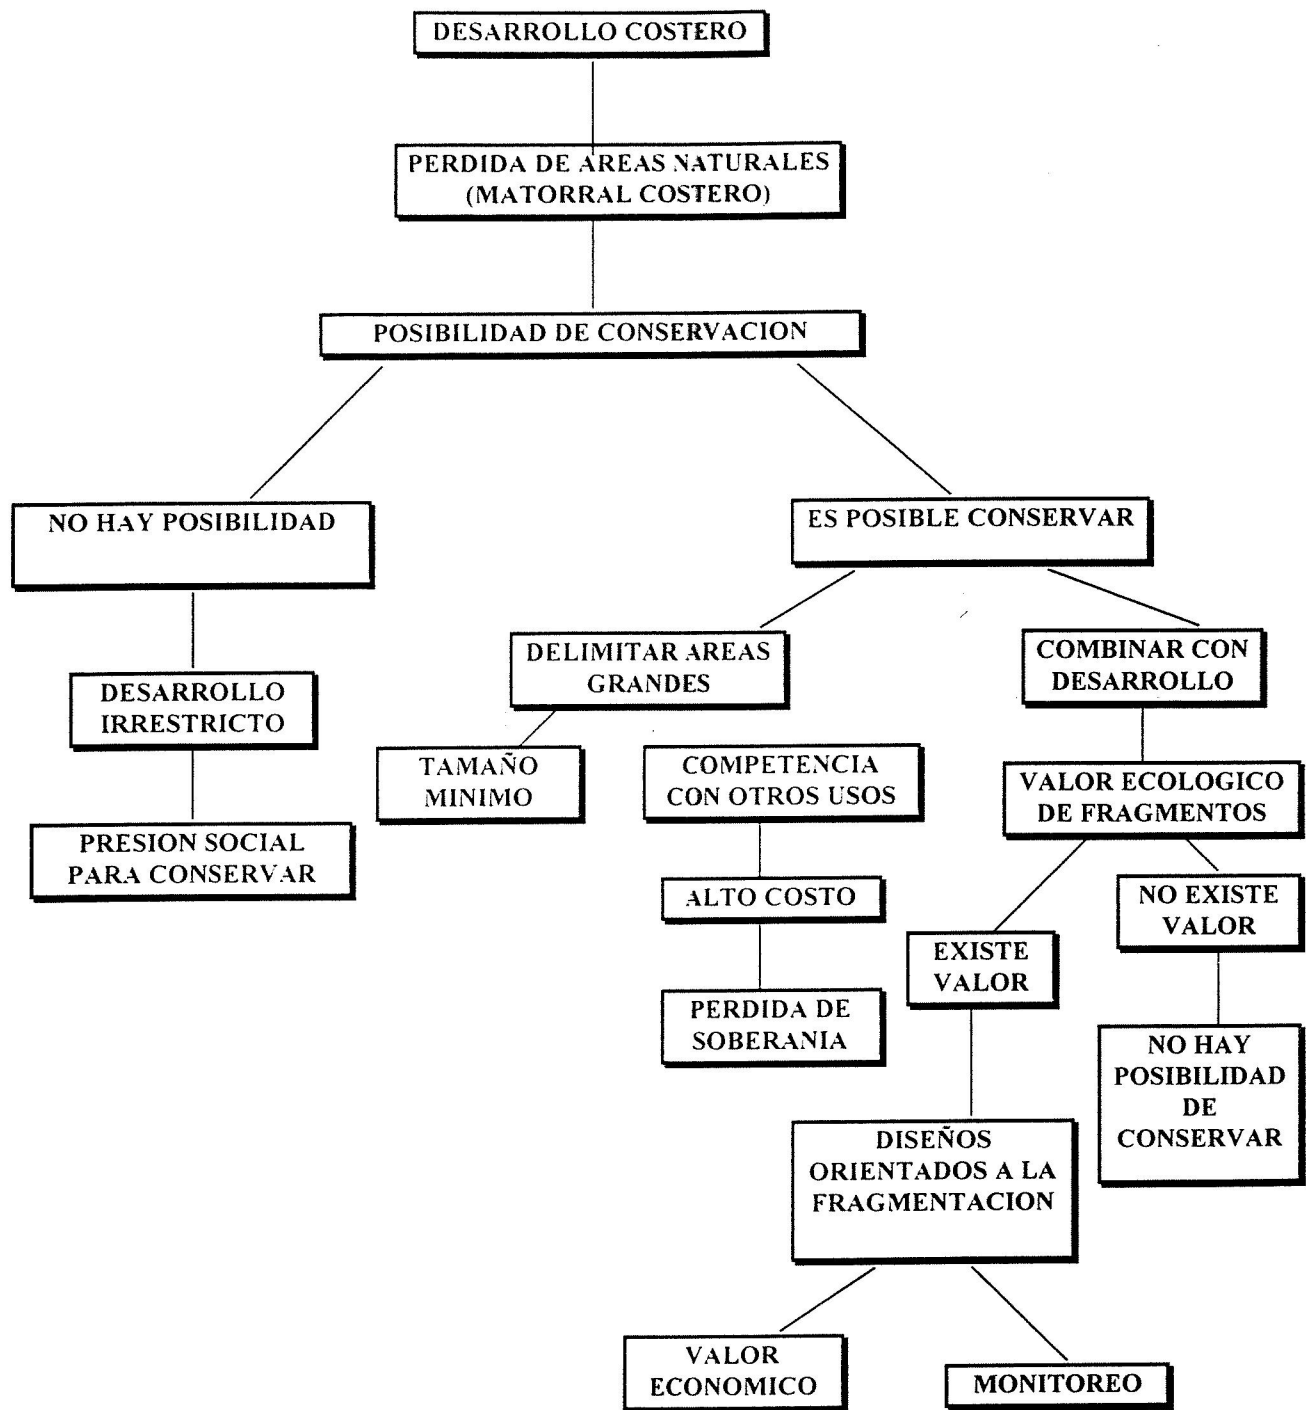 DESARROLLO COSTERO
PERDIDA DE AREAS NATURALES
(MATORRAL COSTERO)
POSIBILIDAD DE CONSERVACION
NO HAY POSIBILIDAD
ES POSIBLE CONSERVAR
DESARROLLO
IRRESTRICTO
PRESION SOCIAL
PARA CONSERVAR
DELIMITAR AREAS
GRANDES
COMBINAR CON
DESARROLLO
TAMAÑO
MINIMO
COMPETENCIA
CON OTROS USOS
ALTO COSTO
PERDIDA DE
SOBERANIA
VALOR ECOLOGICO
DE FRAGMENTOS
EXISTE
VALOR
NO EXISTE
VALOR
NO HAY
POSIBILIDAD
DE
CONSERVAR
DISEÑOS
ORIENTADOS A LA
FRAGMENTACION
VALOR
ECONOMICO
MONITOREO